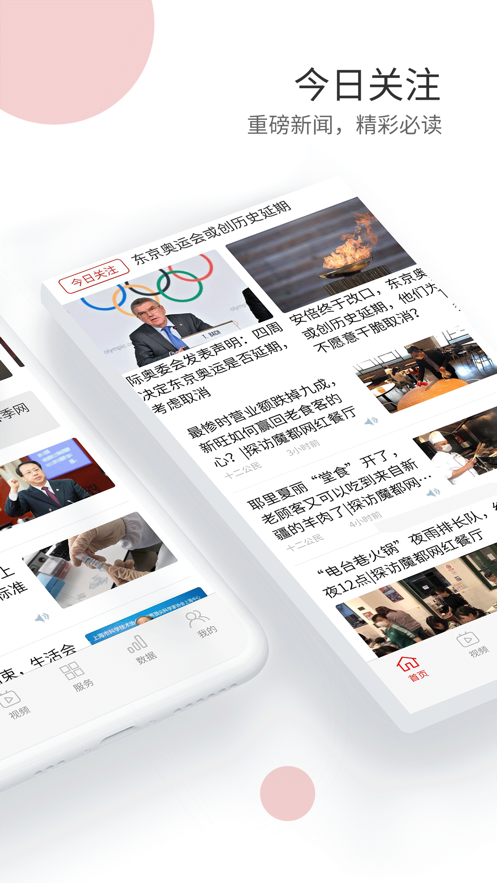 今日关注
重磅新闻，精彩必读
今日关注
东京奥运会或创历史延期
T. BACH
际奥委会发表声明：四周
决定东京奥运是否延期，
考虑取消
安倍终于改口，东京奥
或创历史延期，他们为
不愿意干脆取消？
最惨时营业额跌掉九成，
新旺如何赢回老食客的
心？|探访魔都网红餐厅
十二公民
3小时前
耶里夏丽“堂食”开了，
老顾客又可以吃到来自新
疆的羊肉了|探访魔都网…
十二公民
4小时前
“电台巷火锅”夜雨排长队，
夜12点|探访魔都网红餐厅
首页
视频
季网
上
标准
束，生活会
视频
服务
数据
我的